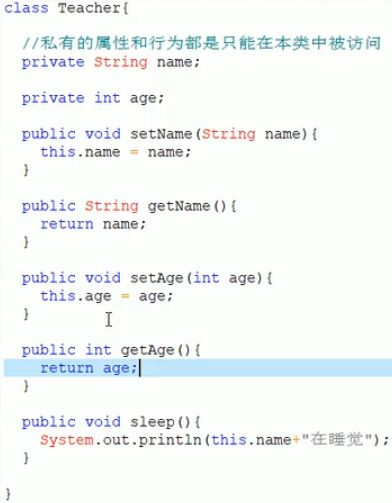 class Teacher{
//私有的属性和行为都是只能在本类中被访问
private String name;
private int age;
public void setName(String name){
this.name = name;
}
public String getName(){
return name;
}
public void setAge(int age){
this.age = age;
}
public int getAge(){
return age;
}
public void sleep(){
System.out.println(this.name+"在睡觉");
}
}